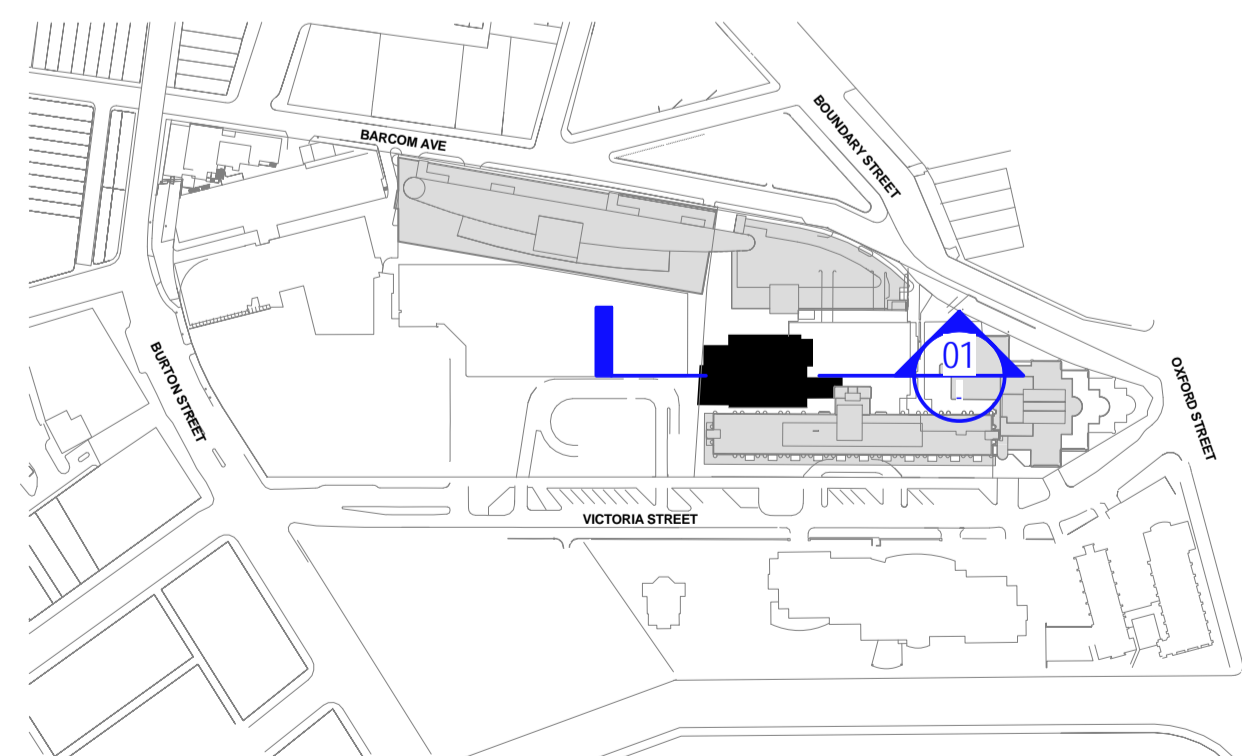 BARCOM AVE
BOUNDARY STREET
01
-
BURTON STREET
OXFORD STREET
VICTORIA STREET